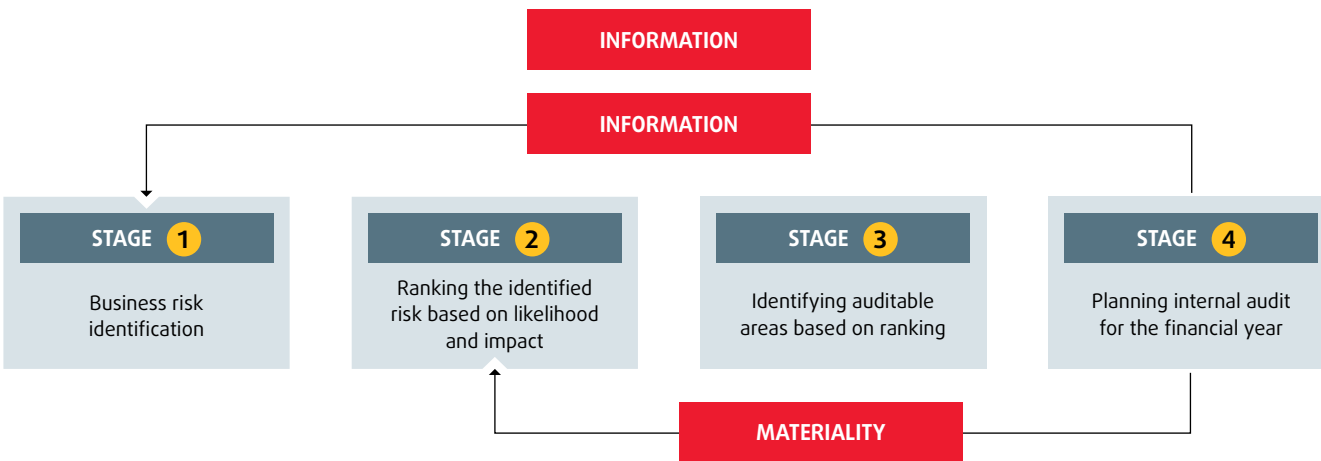 INFORMATION
INFORMATION
STAGE 1
Business risk
identification
STAGE 2
Ranking the identified
risk based on likelihood
and impact
STAGE 3
Identifying auditable
areas based on ranking
STAGE 4
Planning internal audit
for the financial year
MATERIALITY